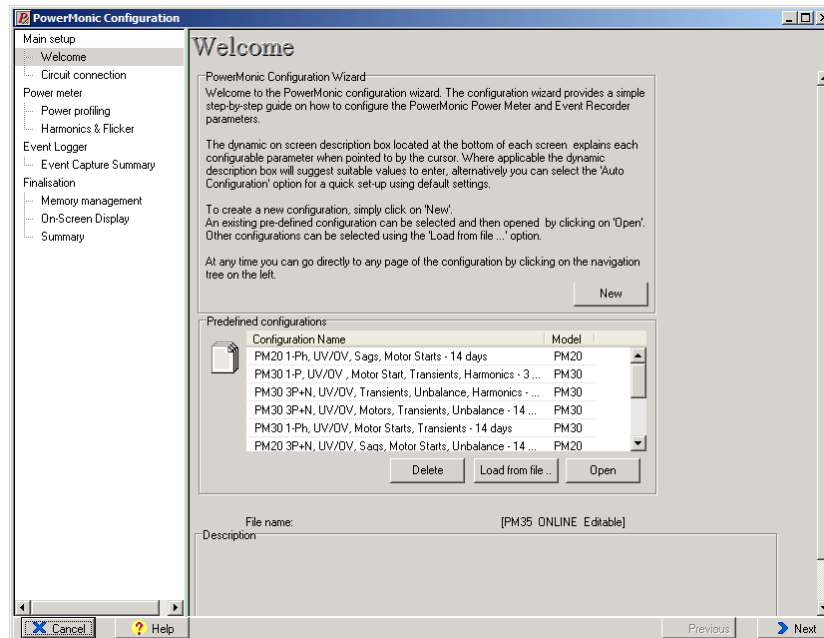 PowerMonic Configuration
Main setup
Welcome
Circuit connection
Power meter
Power profiling
Harmonics & Flicker
Event Logger
Event Capture Summary
Finalisation
Memory management
On-Screen Display
Summary
Welcome
PowerMonic Configuration Wizard
Welcome to the PowerMonic configuration wizard. The configuration wizard provides a simple
step-by-step guide on how to configure the PowerMonic Power Meter and Event Recorder
parameters.
The dynamic on screen description box located at the bottom of each screen explains each
configurable parameter when pointed to by the cursor. Where applicable the dynamic
description box will suggest suitable values to enter, alternatively you can select the 'Auto
Configuration' option for a quick set-up using default settings.
To create a new configuration, simply click on 'New'.
An existing pre-defined configuration can be selected and then opened by clicking on 'Open'.
Other configurations can be selected using the 'Load from file ...' option.
At any time you can go directly to any page of the configuration by clicking on the navigation
tree on the left.
New
Predefined configurations
Configuration Name Model
PM20 1-Ph, UV/OV, Sags, Motor Starts - 14 days PM20
PM30 1-P, UV/OV , Motor Start, Transients, Harmonics - 3 ... PM30
PM30 3P+N, UV/OV, Transients, Unbalance, Harmonics - ... PM30
PM30 3P+N, UV/OV, Motors, Transients, Unbalance - 14 ... PM30
PM30 1-Ph, UV/OV, Motor Starts, Transients - 14 days PM30
PM20 3P+N, UV/OV, Sags, Motor Starts, Unbalance - 14 ... PM20
Delete Load from file .. Open
File name: [PM35 ONLINE Editable]
Description
Cancel ? Help Previous Next